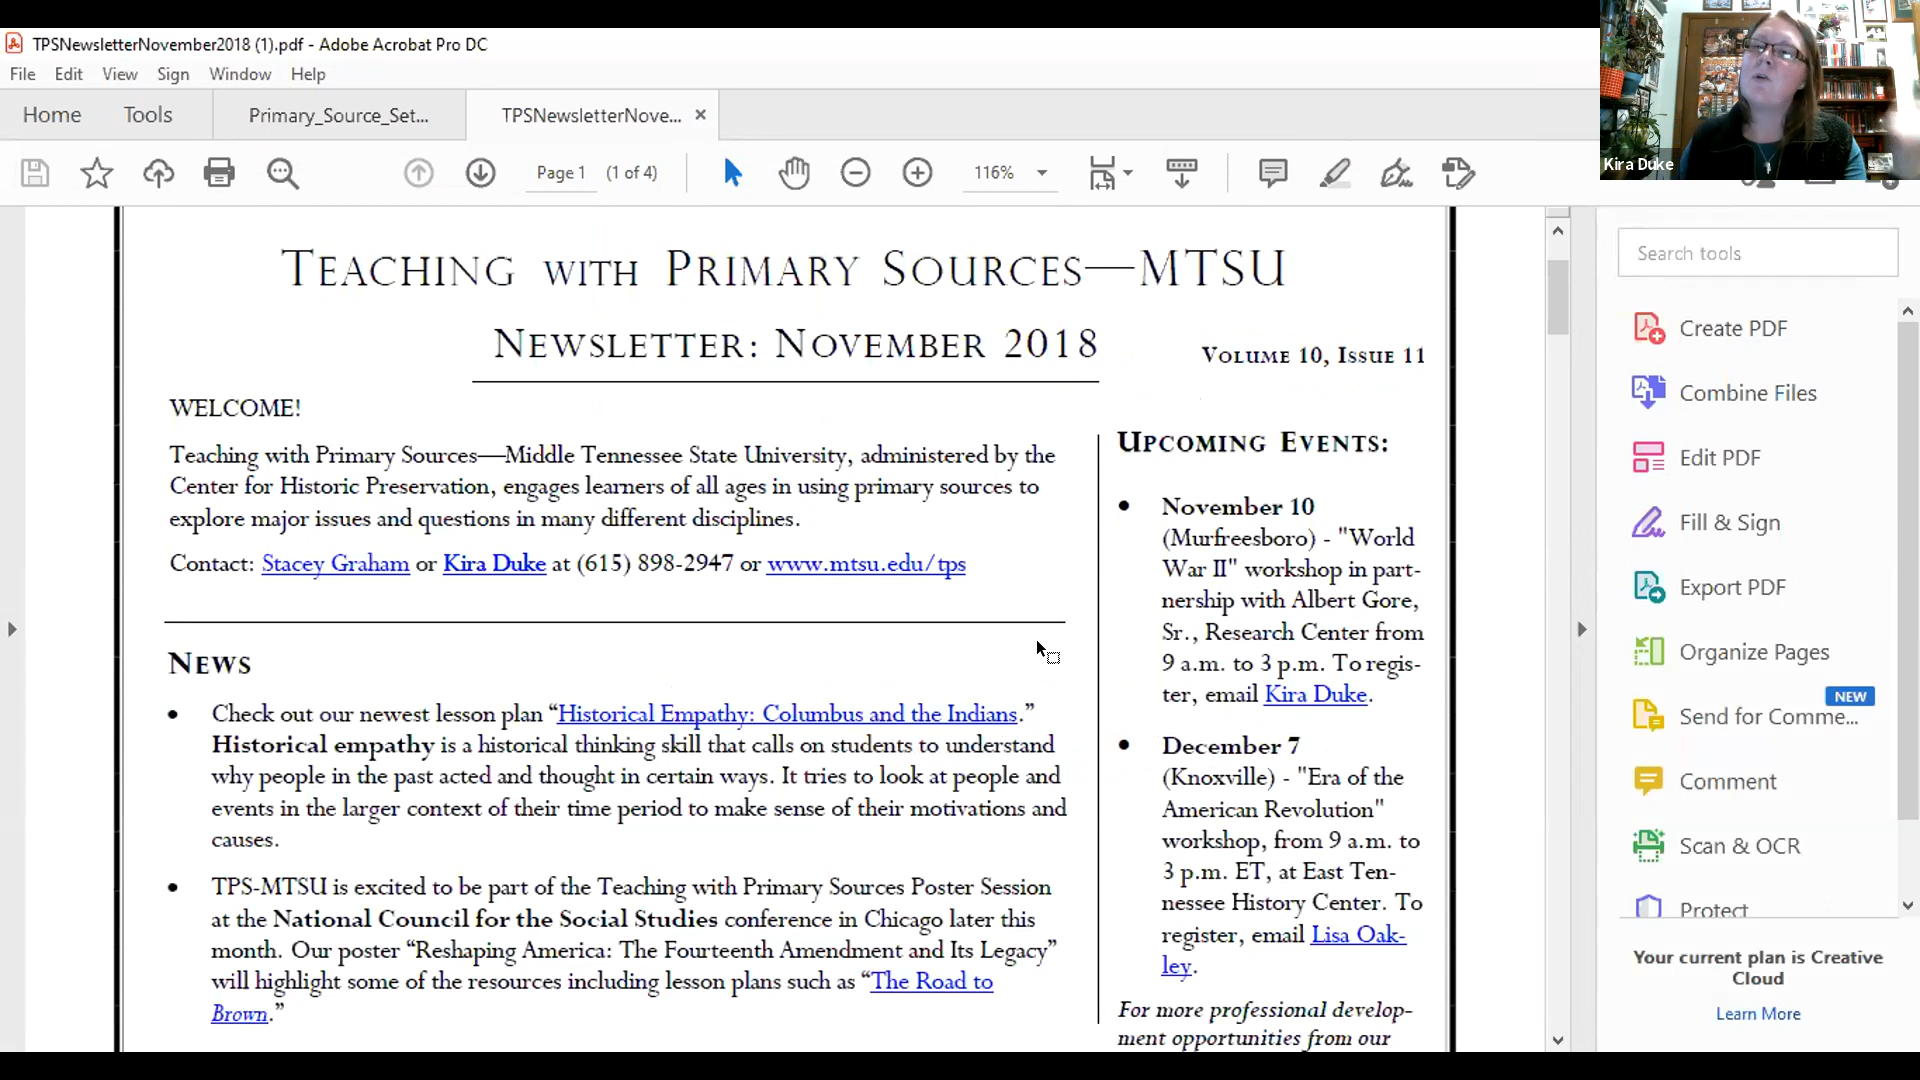 TPSNewsletterNovember2018 (1).pdf - Adobe Acrobat Pro DC
File Edit View Sign Window Help
Home Tools Primary_Source_Set... TPSNewsletterNove... ×
Page 1 (1 of 4) 116%
Kira Duke
TEACHING WITH PRIMARY SOURCES—MTSU
NEWSLETTER: NOVEMBER 2018
VOLUME 10, ISSUE 11
WELCOME!
Teaching with Primary Sources—Middle Tennessee State University, administered by the
Center for Historic Preservation, engages learners of all ages in using primary sources to
explore major issues and questions in many different disciplines.
Contact: Stacey Graham or Kira Duke at (615) 898-2947 or www.mtsu.edu/tps
NEWS
• Check out our newest lesson plan “Historical Empathy: Columbus and the Indians.”
Historical empathy is a historical thinking skill that calls on students to understand
why people in the past acted and thought in certain ways. It tries to look at people and
events in the larger context of their time period to make sense of their motivations and
causes.
• TPS-MTSU is excited to be part of the Teaching with Primary Sources Poster Session
at the National Council for the Social Studies conference in Chicago later this
month. Our poster “Reshaping America: The Fourteenth Amendment and Its Legacy”
will highlight some of the resources including lesson plans such as “The Road to
Brown.”
UPCOMING EVENTS:
• November 10
(Murfreesboro) - "World
War II" workshop in part-
nership with Albert Gore,
Sr., Research Center from
9 a.m. to 3 p.m. To regis-
ter, email Kira Duke.
• December 7
(Knoxville) - "Era of the
American Revolution"
workshop, from 9 a.m. to
3 p.m. ET, at East Ten-
nessee History Center. To
register, email Lisa Oak-
ley.
For more professional develop-
ment opportunities from our
Search tools
Create PDF
Combine Files
Edit PDF
Fill & Sign
Export PDF
Organize Pages
NEW
Send for Comme...
Comment
Scan & OCR
Protect
Your current plan is Creative
Cloud
Learn More